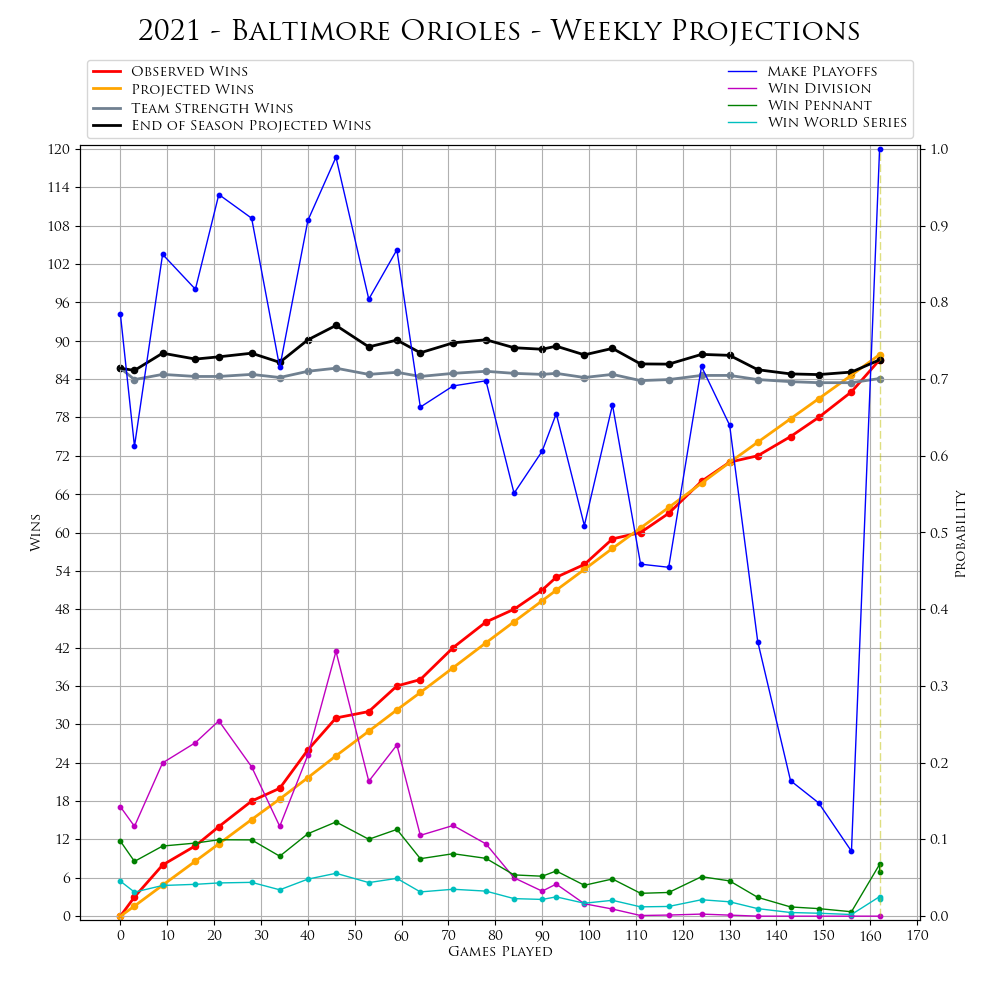 2021 - Baltimore Orioles - Weekly Projections
Observed Wins
Projected Wins
Team Strength Wins
End of Season Projected Wins
Make Playoffs
Win Division
Win Pennant
Win World Series
120
114
108
102
96
90
84
78
72
66
60
54
48
42
36
30
24
18
12
6
0
Wins
1.0
0.9
0.8
0.7
0.6
0.5
0.4
0.3
0.2
0.1
0.0
Probability
0 10 20 30 40 50 60 70 80 90 100 110 120 130 140 150 160 170
Games Played